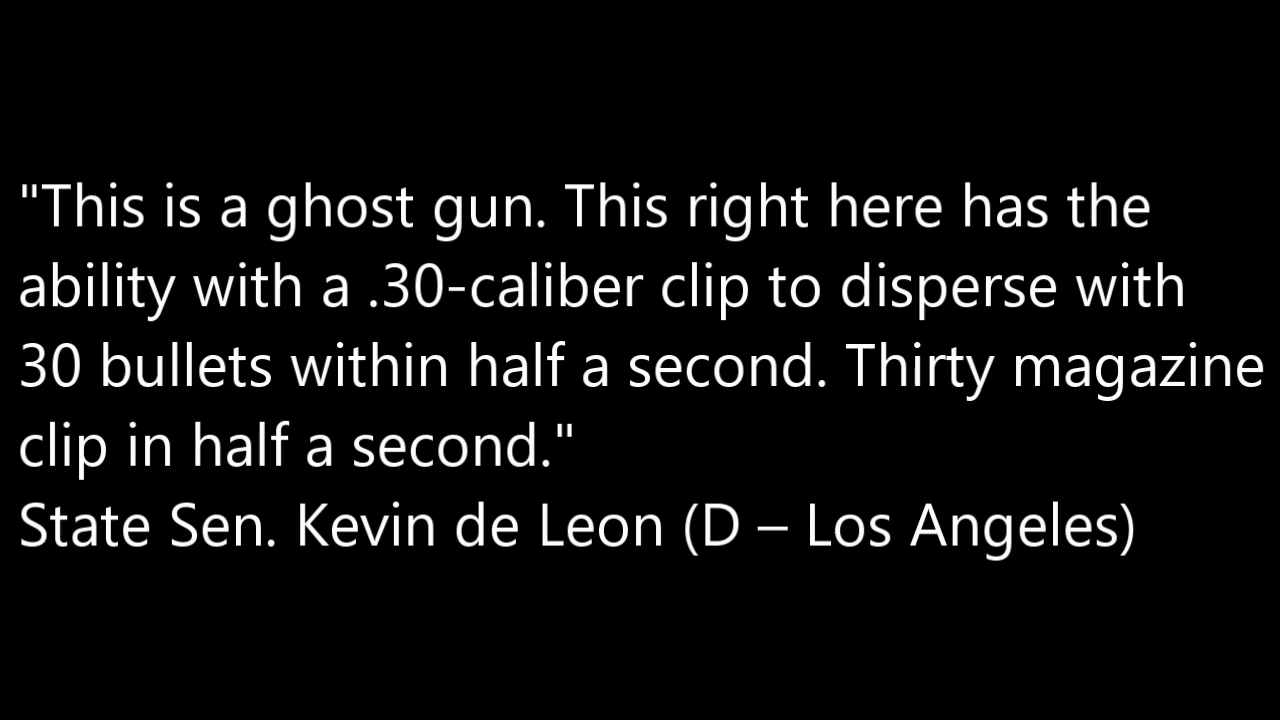 "This is a ghost gun. This right here has the
ability with a .30-caliber clip to disperse with
30 bullets within half a second. Thirty magazine
clip in half a second."
State Sen. Kevin de Leon (D – Los Angeles)